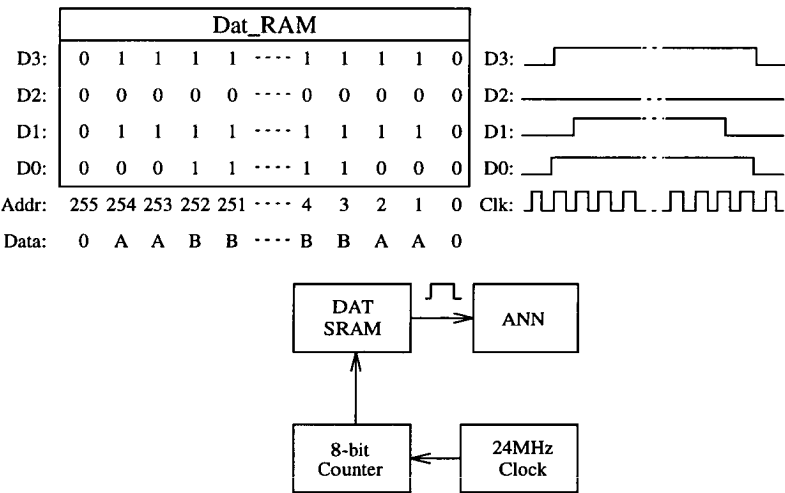 Dat_RAM
D3: 0 1 1 1 1 ---- 1 1 1 1 0 D3:
D2: 0 0 0 0 0 ---- 0 0 0 0 0 D2:
D1: 0 1 1 1 1 ---- 1 1 1 1 0 D1:
D0: 0 0 0 1 1 ---- 1 1 0 0 0 D0:
Addr: 255 254 253 252 251 ---- 4 3 2 1 0 Clk:
Data: 0 A A B B ---- B B A A 0
DAT
SRAM
ANN
8-bit
Counter
24MHz
Clock